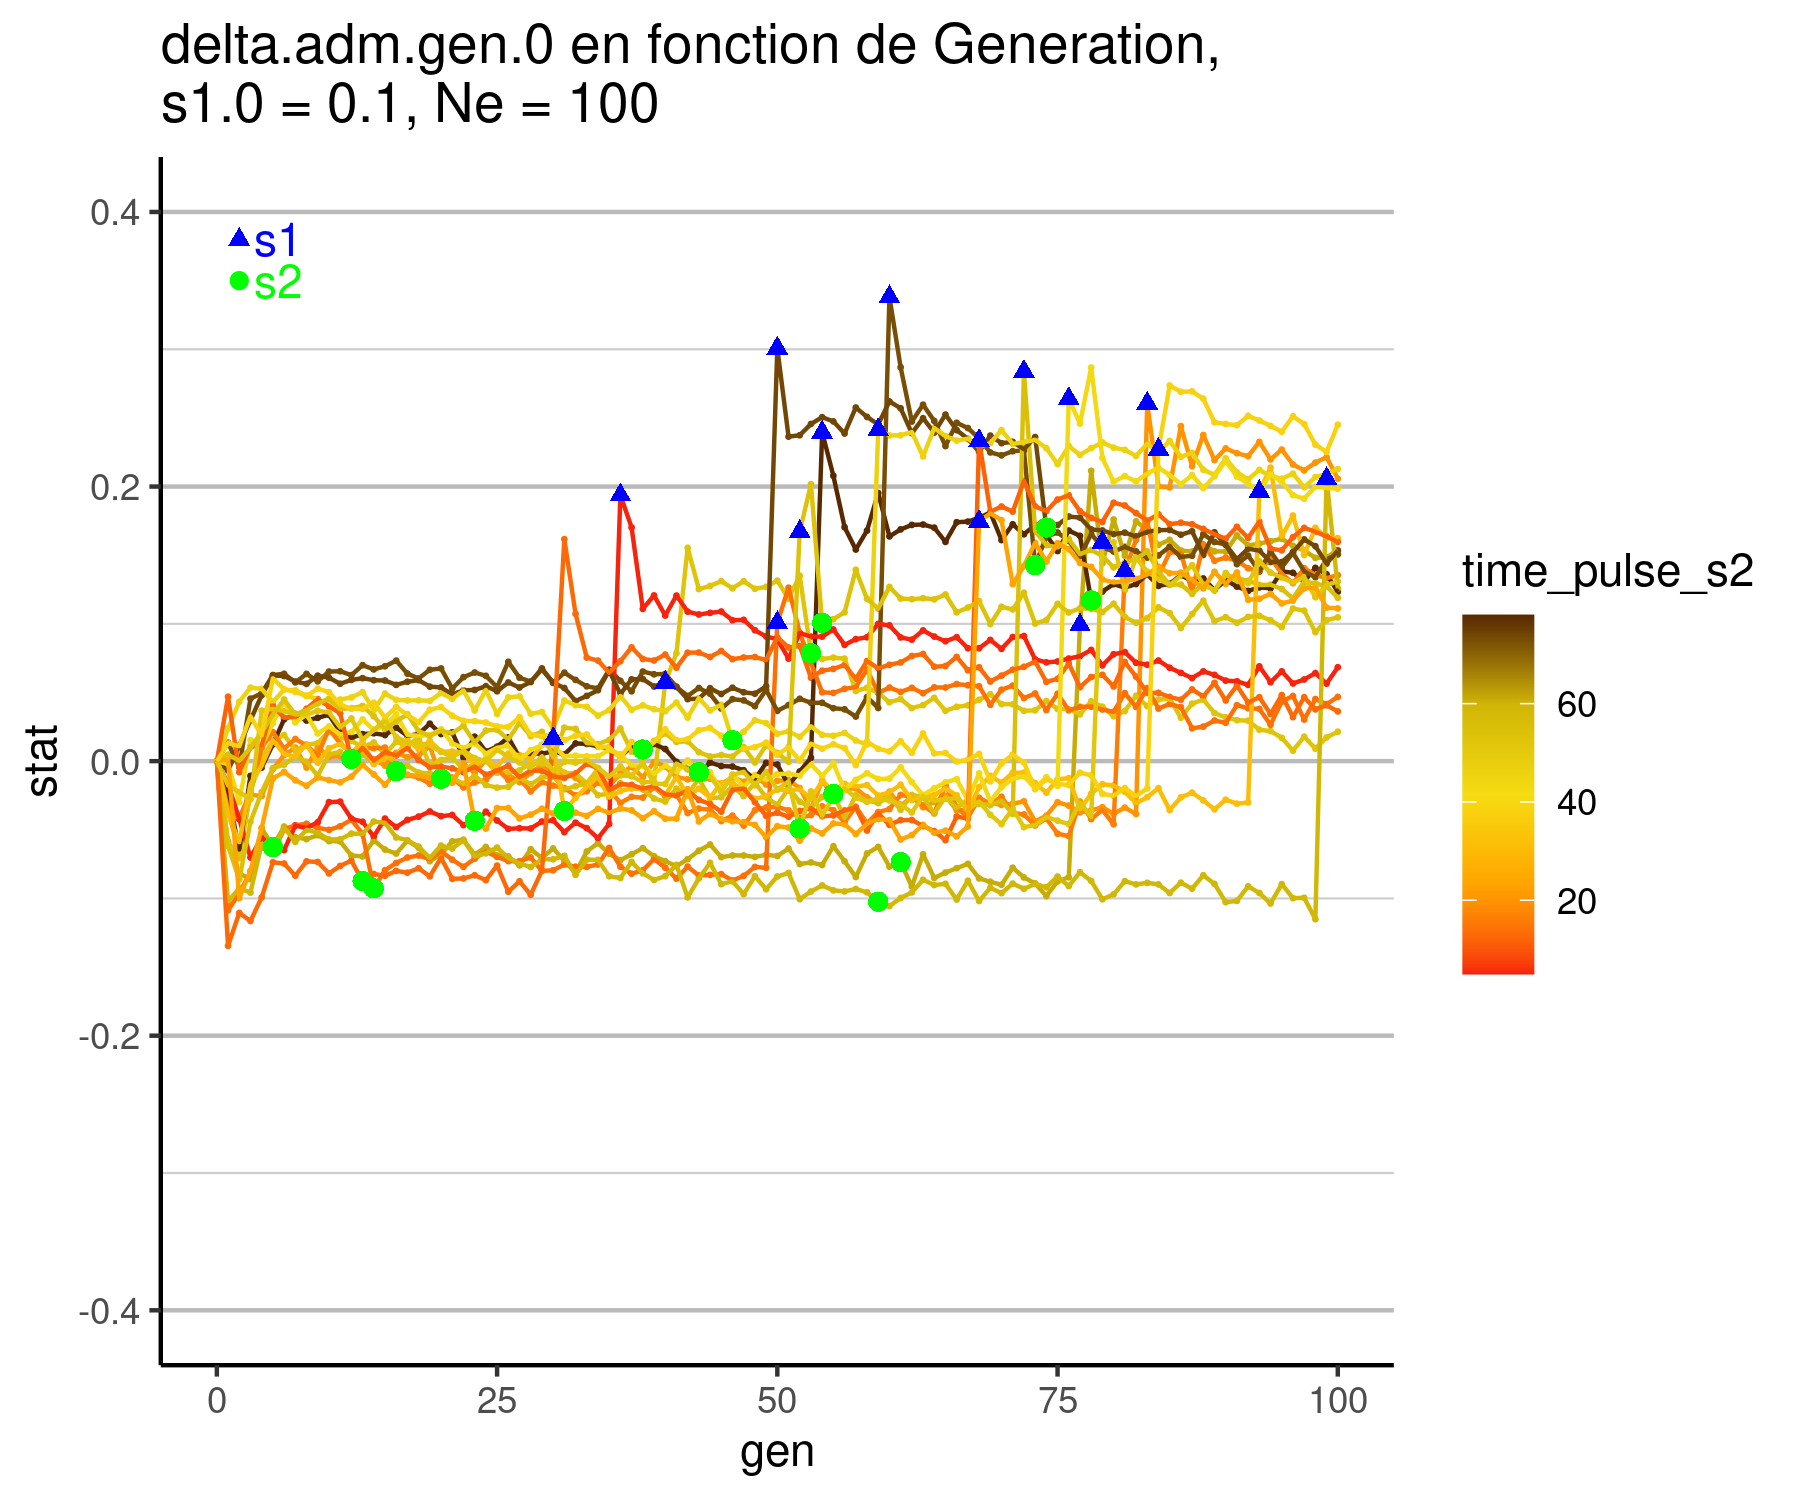 delta.adm.gen.0 en fonction de Generation,
s1.0 = 0.1, Ne = 100
s1
s2
0.4
0.2
0.0
-0.2
-0.4
stat
0
25
50
75
100
gen
time_pulse_s2
60
40
20